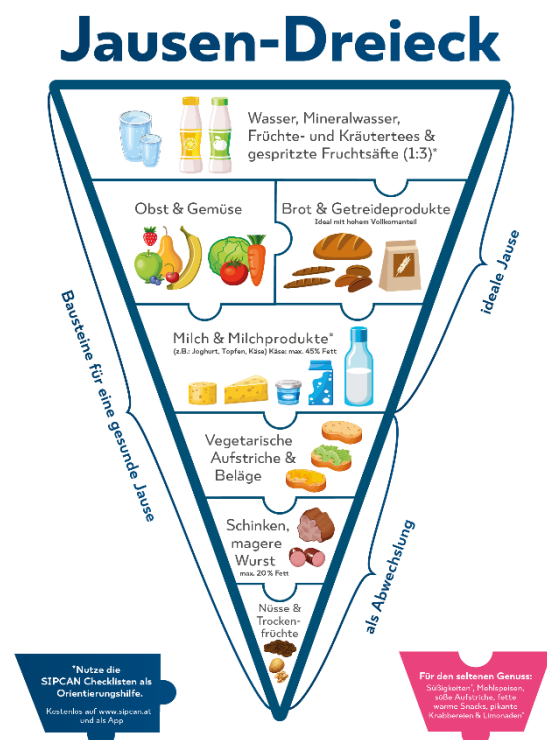 Jausen-Dreieck
Wasser, Mineralwasser,
Früchte- und Kräutertees &
gespritzte Fruchtsäfte (1:3)*
Obst & Gemüse
Brot & Getreideprodukte
Ideal mit hohem Vollkornanteil
Milch & Milchprodukte*
(z.B.: Joghurt, Topfen, Käse) Käse: max. 45% Fett
Vegetarische
Aufstriche &
Beläge
Schinken,
magere
Wurst
max. 20% Fett
Nüsse &
Trocken-
früchte
Bausteine für eine gesunde Jause
ideale Jause
als Abwechslung
*Nutze die
SIPCAN Checklisten als
Orientierungshilfe.
Kostenlos auf www.sipcan.at
und als App
Für den seltenen Genuss:
Süßigkeiten*, Mehlspeisen,
süße Aufstriche, fette
warme Snacks, pikante
Knabbereien & Limonaden*